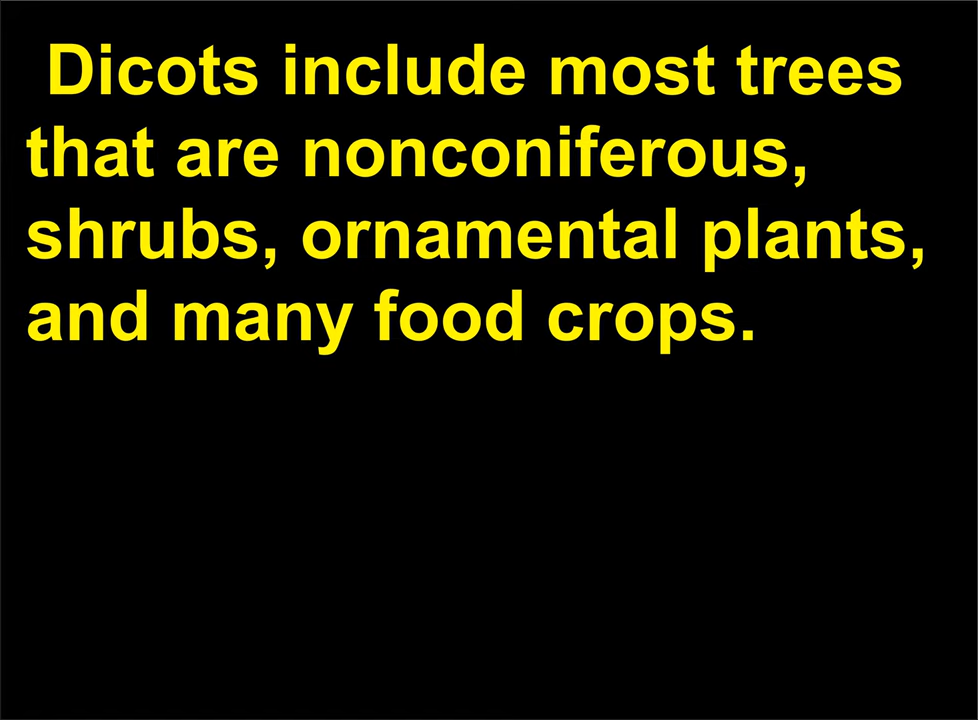 Dicots include most trees
that are nonconiferous,
shrubs, ornamental plants,
and many food crops.